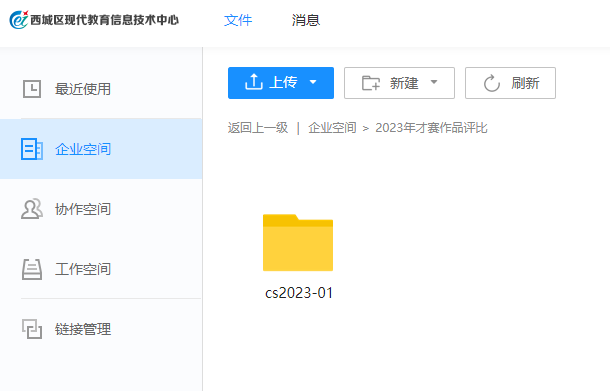 西城区现代教育信息技术中心 文件 消息
最近使用
企业空间
协作空间
工作空间
链接管理
上传 新建 刷新
返回上一级 | 企业空间 > 2023年才赛作品评比
cs2023-01